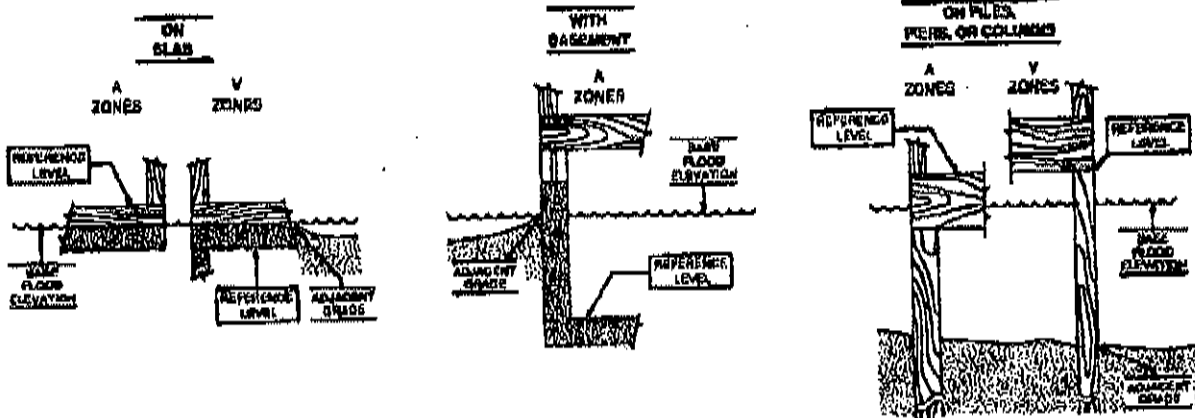 ON
SLAB
A
ZONES
V
ZONES
REFERENCE
LEVEL
BASE
FLOOD
ELEVATION
REFERENCE
LEVEL
ADJACENT
GRADE
WITH
BASEMENT
A
ZONES
BASE
FLOOD
ELEVATION
ADJACENT
GRADE
REFERENCE
LEVEL
ON PILES,
PIERS, OR COLUMNS
A
ZONES
V
ZONES
REFERENCE
LEVEL
REFERENCE
LEVEL
BASE
FLOOD
ELEVATION
ADJACENT
GRADE